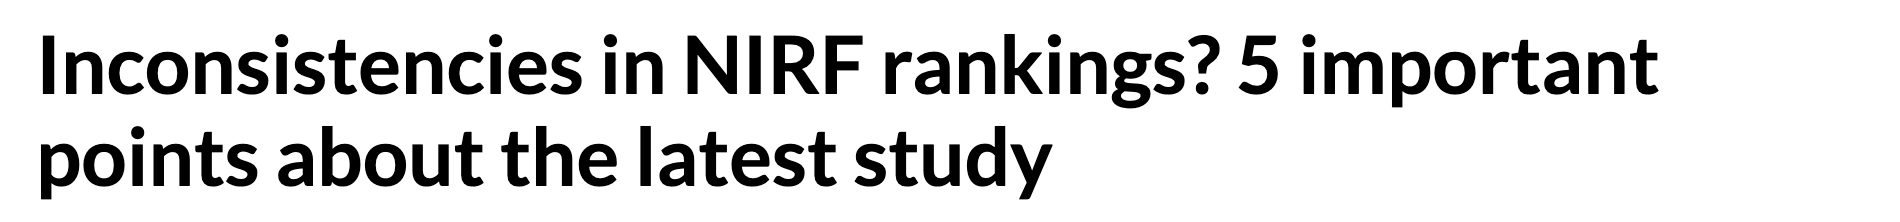 Inconsistencies in NIRF rankings? 5 important
points about the latest study